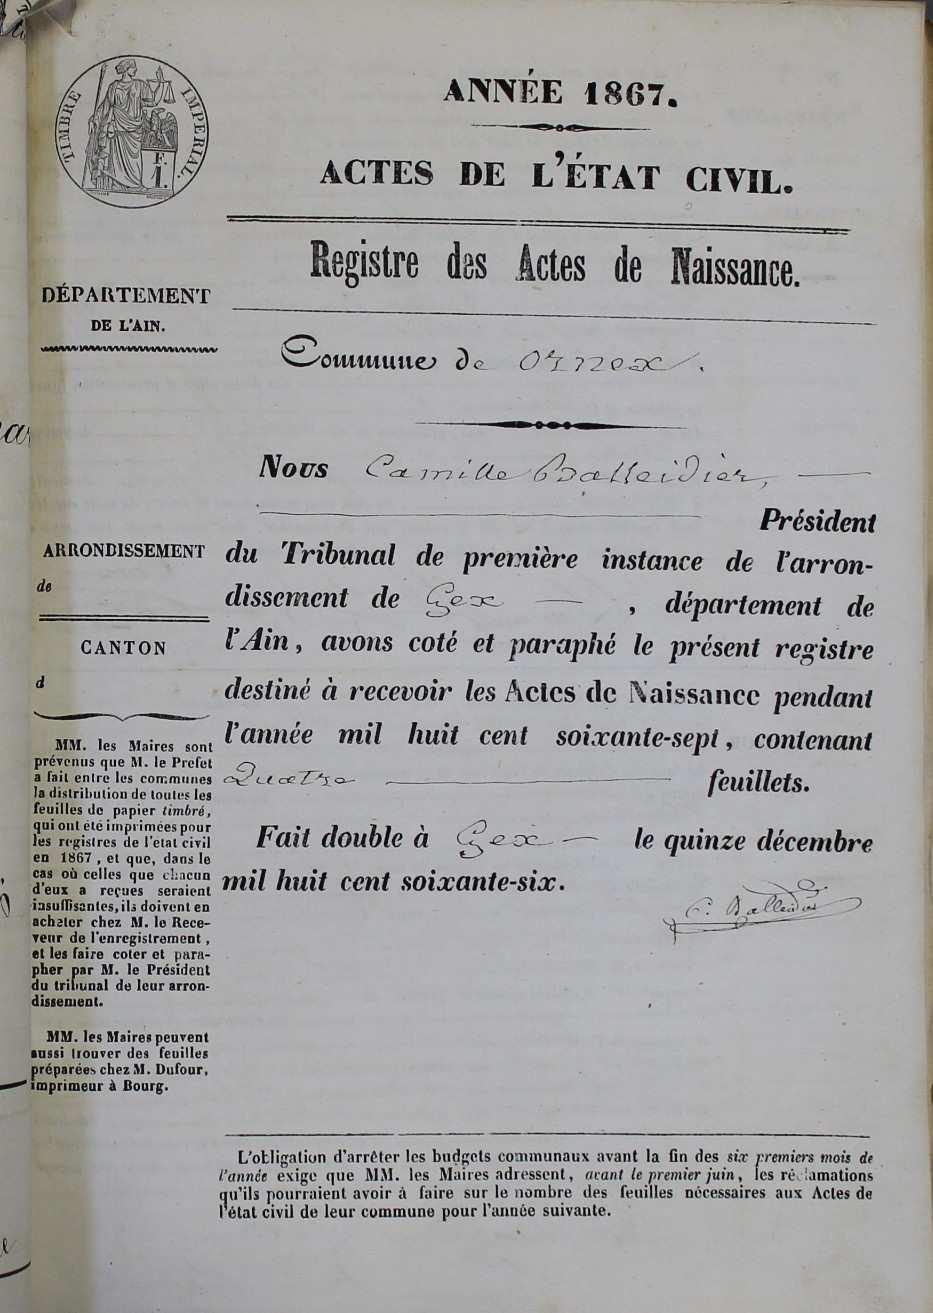 TIMBRE IMPERIAL.
F.
1.
ANNÉE 1867.
ACTES DE L'ÉTAT CIVIL.
Registre des Actes de Naissance.
DÉPARTEMENT
DE L'AIN.
Commune de Ornex.
Nous Camille Balleidier,
Président
du Tribunal de première instance de l'arron-
dissement de Gex, département de
l'Ain, avons coté et paraphé le présent registre
destiné à recevoir les Actes de Naissance pendant
l'année mil huit cent soixante-sept, contenant
Quatre feuillets.
Fait double à Gex le quinze décembre
mil huit cent soixante-six.
C. Balleidier
ARRONDISSEMENT
de
CANTON
d
MM. les Maires sont
prévenus que M. le Prefet
a fait entre les communes
la distribution de toutes les
feuilles de papier timbré,
qui ont été imprimées pour
les registres de l'etat civil
en 1867, et que, dans le
cas où celles que chacun
d'eux a reçues seraient
insuffisantes, ils doivent en
acheter chez M. le Rece-
veur de l'enregistrement,
et les faire coter et para-
pher par M. le Président
du tribunal de leur arron-
dissement.
MM. les Maires peuvent
aussi trouver des feuilles
préparées chez M. Dufour,
imprimeur à Bourg.
L'obligation d'arrêter les budgets communaux avant la fin des six premiers mois de
l'année exige que MM. les Maires adressent, avant le premier juin, les réclamations
qu'ils pourraient avoir à faire sur le nombre des feuilles nécessaires aux Actes de
l'état civil de leur commune pour l'année suivante.